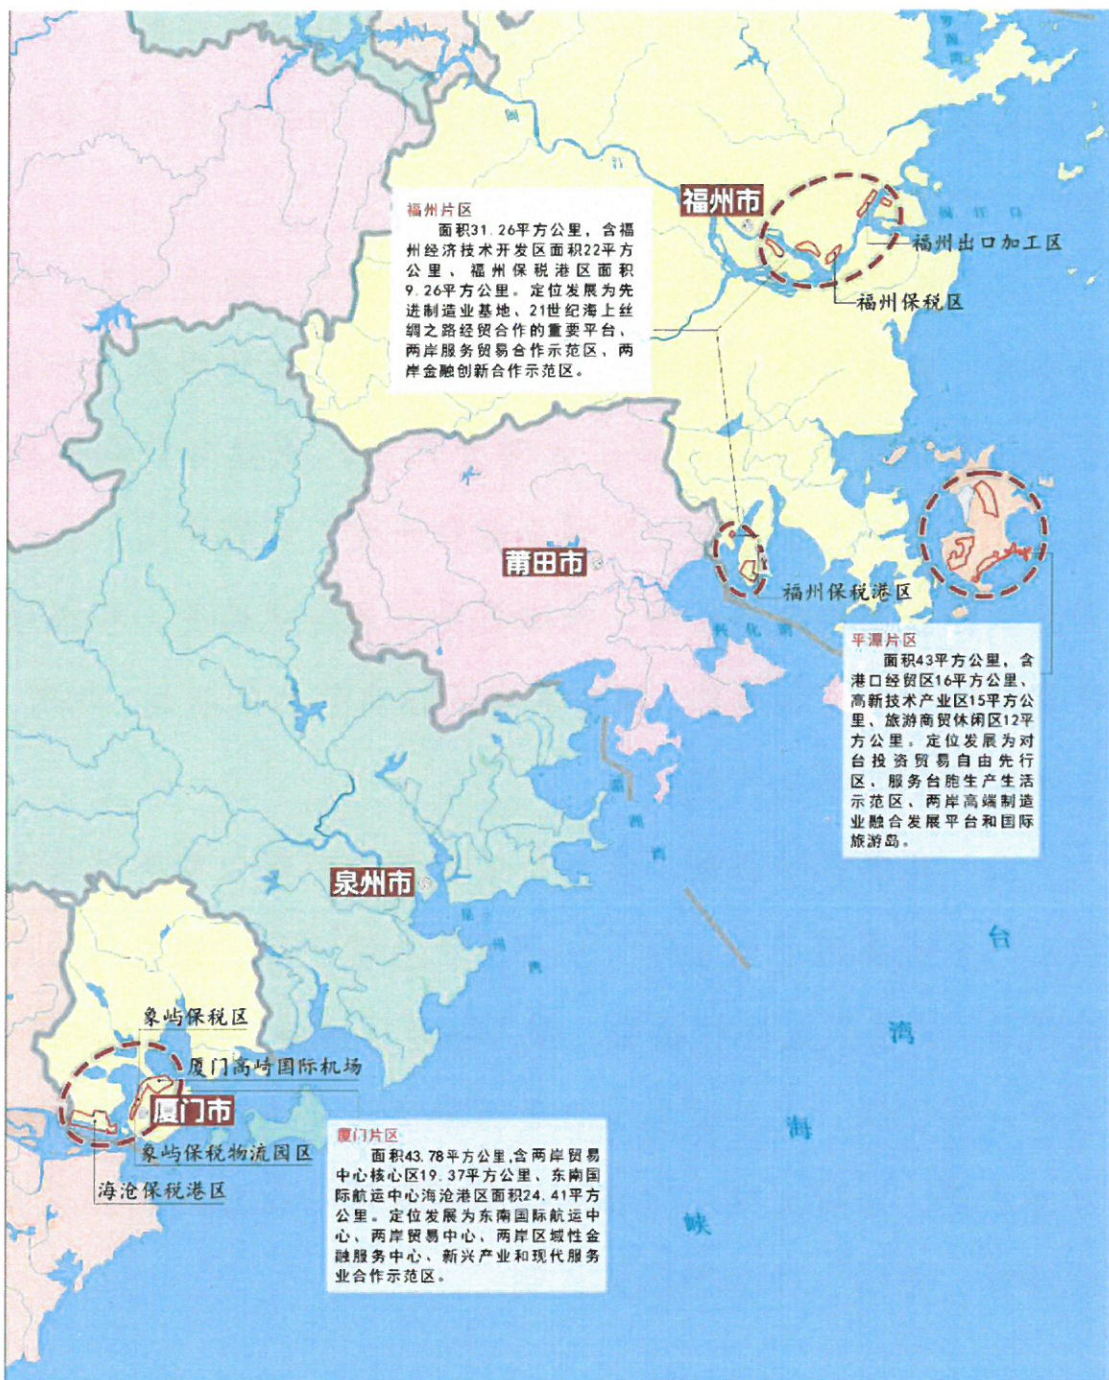 闽
江
福州市
福州片区
面积31.26平方公里，含福
州经济技术开发区面积22平方
公里、福州保税港区面积
9.26平方公里。定位发展为先
进制造业基地、21世纪海上丝
绸之路经贸合作的重要平台、
两岸服务贸易合作示范区、两
岸金融创新合作示范区。
福州出口加工区
福州保税区
莆田市
福州保税港区
兴化湾
平潭片区
面积43平方公里，含
港口经贸区16平方公里、
高新技术产业区15平方公
里、旅游商贸休闲区12平
方公里。定位发展为对
台投资贸易自由先行
区、服务台胞生产生活
示范区、两岸高端制造
业融合发展平台和国际
旅游岛。
湄
洲
湾
泉州市
泉
州
湾
台
湾
海
峡
象屿保税区
厦门高崎国际机场
厦门市
象屿保税物流园区
海沧保税港区
厦门片区
面积43.78平方公里,含两岸贸易
中心核心区19.37平方公里、东南国
际航运中心海沧港区面积24.41平方
公里。定位发展为东南国际航运中
心、两岸贸易中心、两岸区域性金
融服务中心、新兴产业和现代服务
业合作示范区。